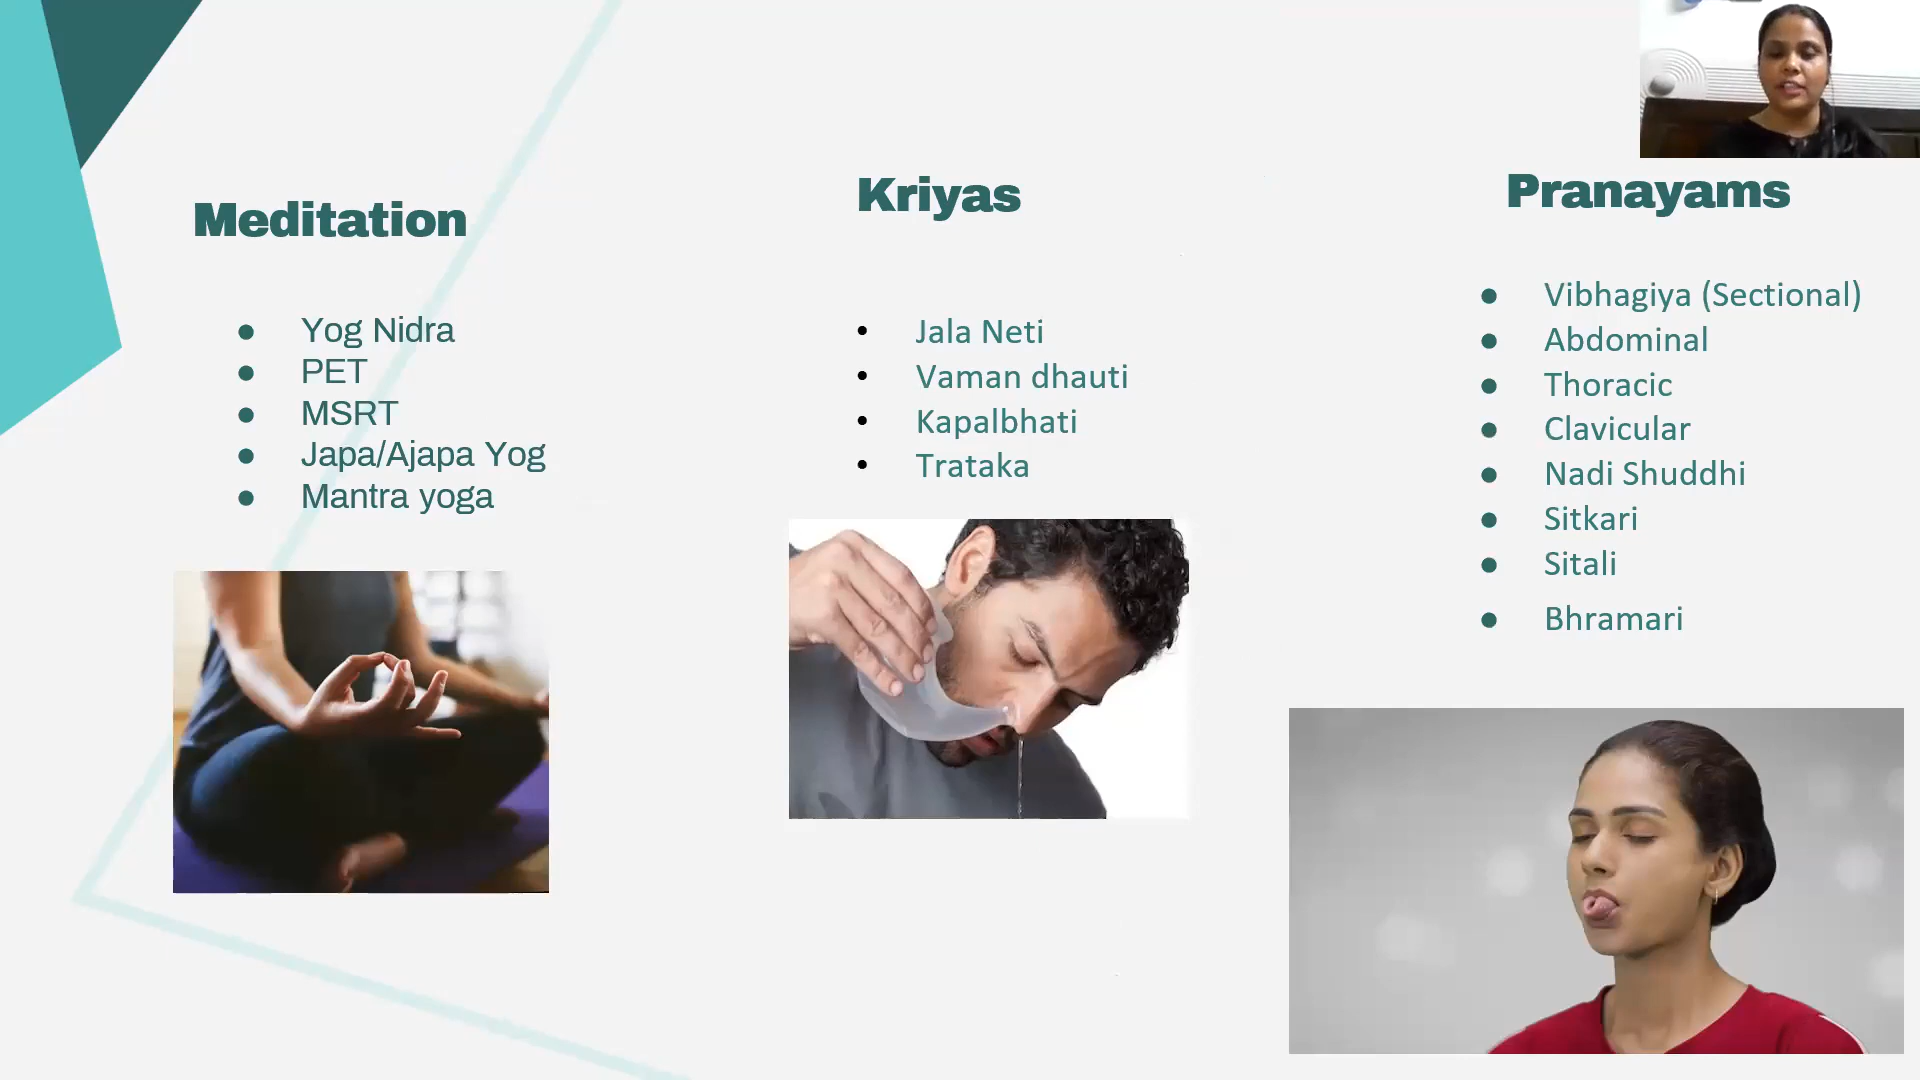 Meditation
Yog Nidra
PET
MSRT
Japa/Ajapa Yog
Mantra yoga
Kriyas
Jala Neti
Vaman dhauti
Kapalbhati
Trataka
Pranayams
Vibhagiya (Sectional)
Abdominal
Thoracic
Clavicular
Nadi Shuddhi
Sitkari
Sitali
Bhramari